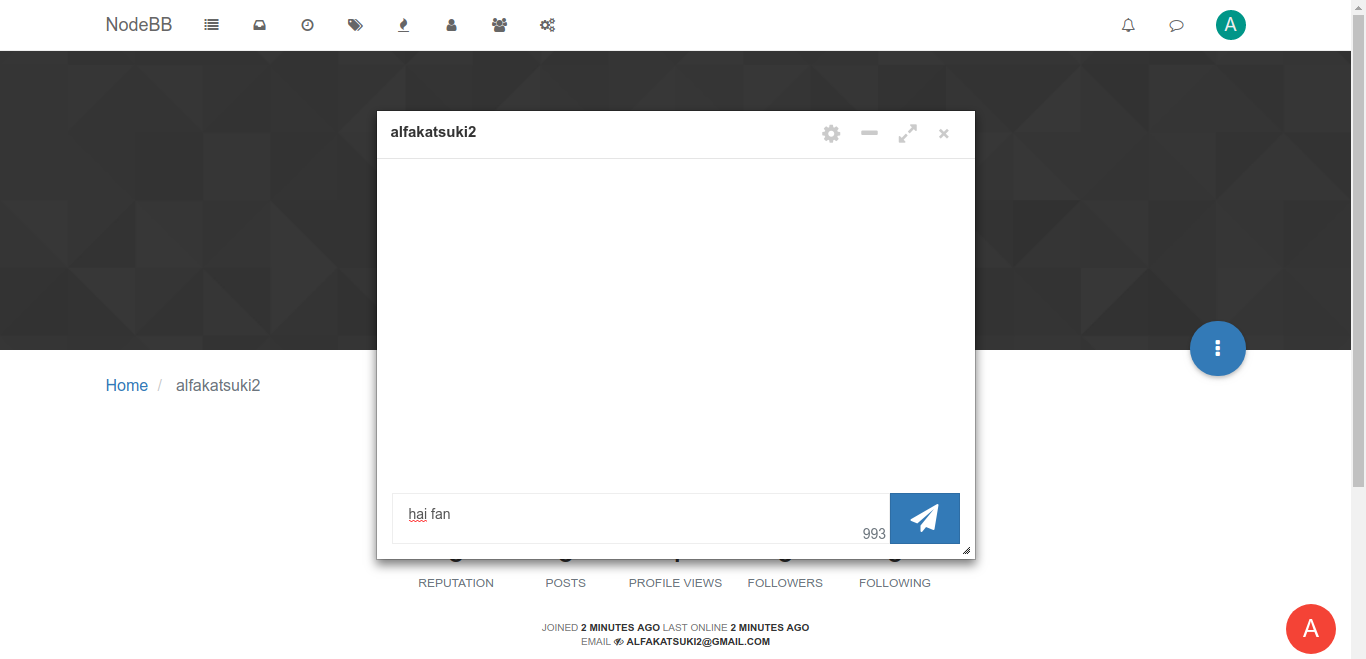 NodeBB
A
alfakatsuki2
Home / alfakatsuki2
hai fan
993
REPUTATION POSTS PROFILE VIEWS FOLLOWERS FOLLOWING
JOINED 2 MINUTES AGO LAST ONLINE 2 MINUTES AGO
EMAIL ALFAKATSUKI2@GMAIL.COM
A